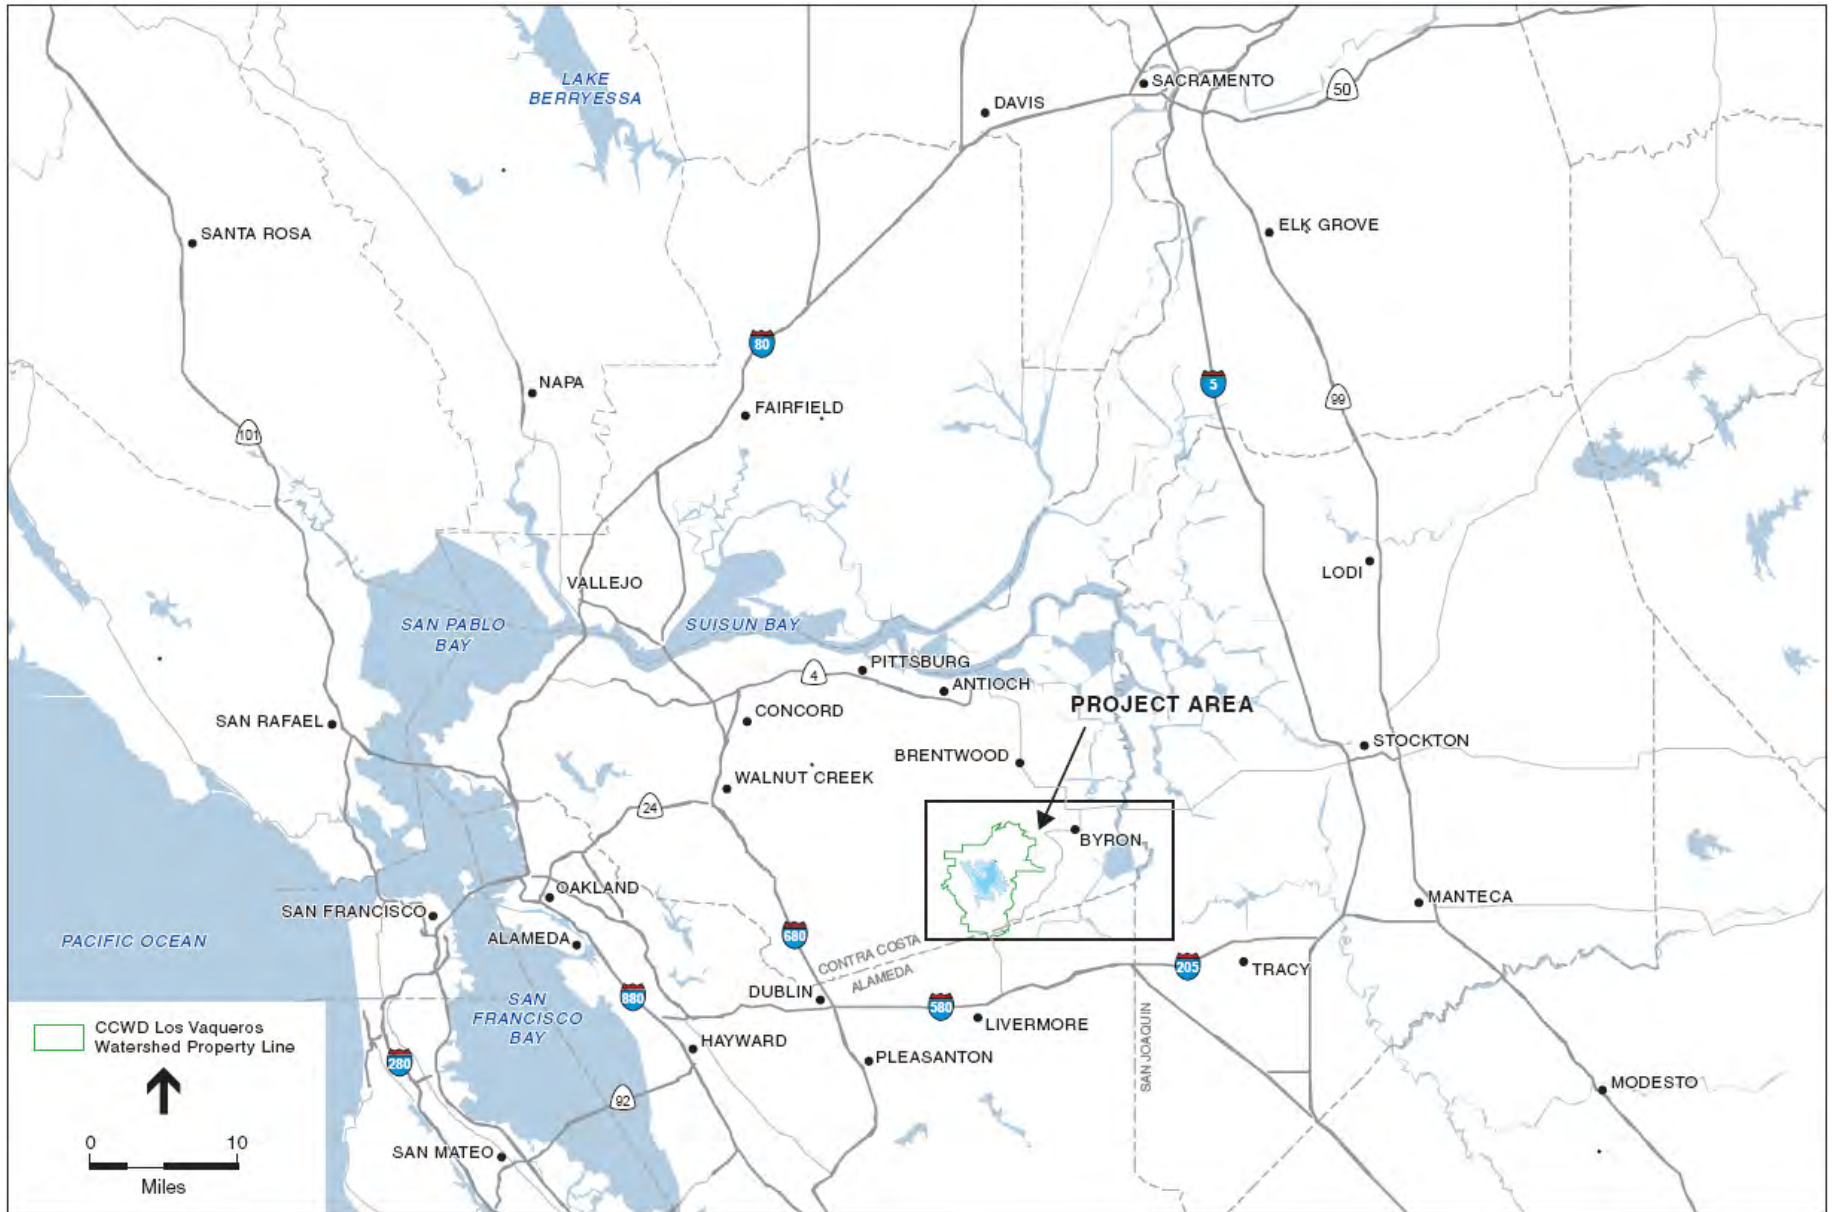 LAKE
BERRYESSA
SACRAMENTO
50
DAVIS
SANTA ROSA
ELK GROVE
80
NAPA
5
99
FAIRFIELD
101
LODI
VALLEJO
SAN PABLO
BAY
SUISUN BAY
PITTSBURG
4
ANTIOCH
PROJECT AREA
CONCORD
SAN RAFAEL
STOCKTON
BRENTWOOD
WALNUT CREEK
24
BYRON
OAKLAND
MANTECA
SAN FRANCISCO
PACIFIC OCEAN
ALAMEDA
680
CONTRA COSTA
ALAMEDA
205
TRACY
DUBLIN
880
580
SAN
FRANCISCO
BAY
LIVERMORE
CCWD Los Vaqueros
Watershed Property Line
HAYWARD
PLEASANTON
280
SAN JOAQUIN
MODESTO
92
0 10
Miles
SAN MATEO